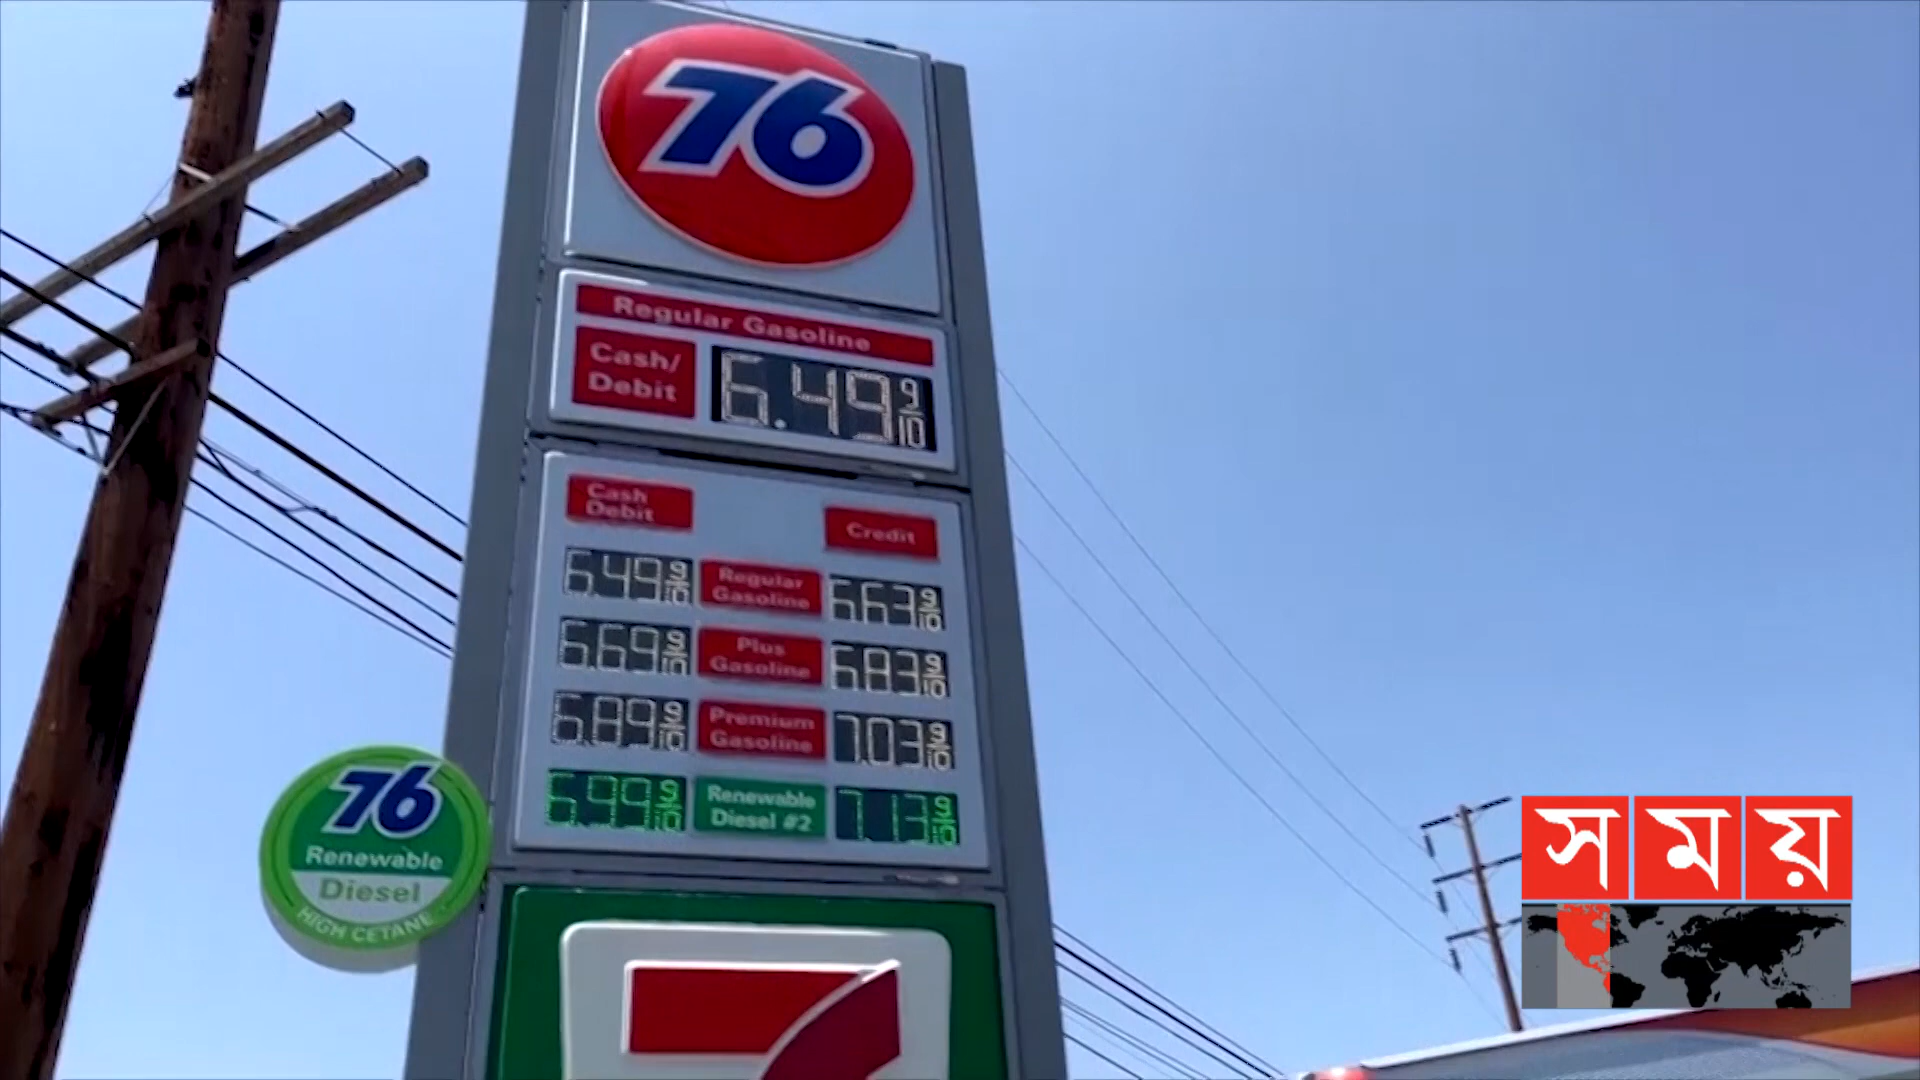 76
Regular Gasoline
Cash/
Debit
6.49 9/10
Cash
Debit
Credit
6.49 9/10
Regular
Gasoline
6.63 9/10
6.69 9/10
Plus
Gasoline
6.83 9/10
6.89 9/10
Premium
Gasoline
7.03 9/10
6.99 9/10
Renewable
Diesel #2
7.13 9/10
76
Renewable
Diesel
HIGH CETANE
7
সময়